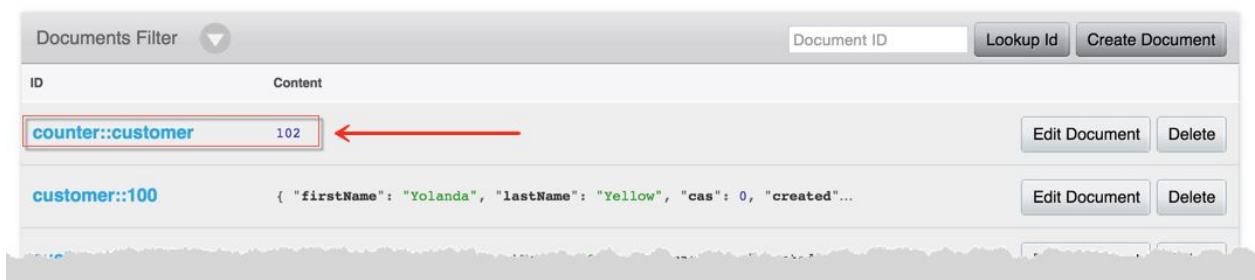 Documents Filter Document ID Lookup Id Create Document
ID Content
counter::customer 102 Edit Document Delete
customer::100 { "firstName": "Yolanda", "lastName": "Yellow", "cas": 0, "created"... Edit Document Delete